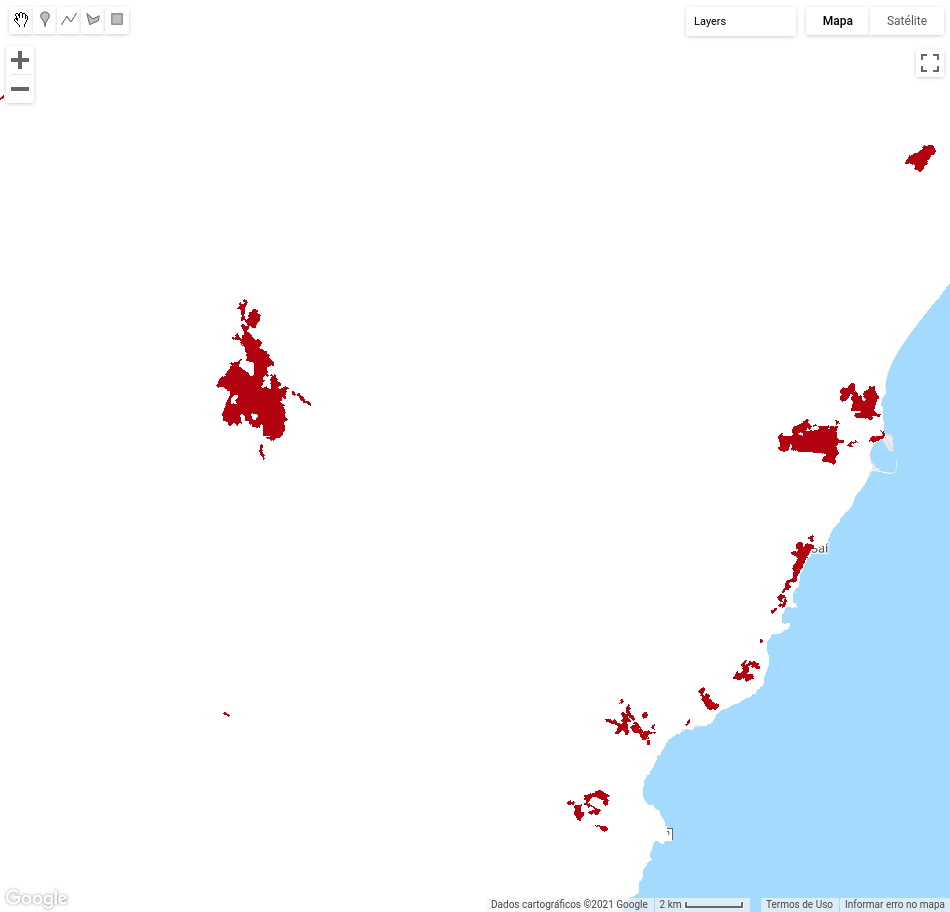 Layers
Mapa
Satélite
Saí
Google
Dados cartográficos ©2021 Google
2 km
Termos de Uso
Informar erro no mapa